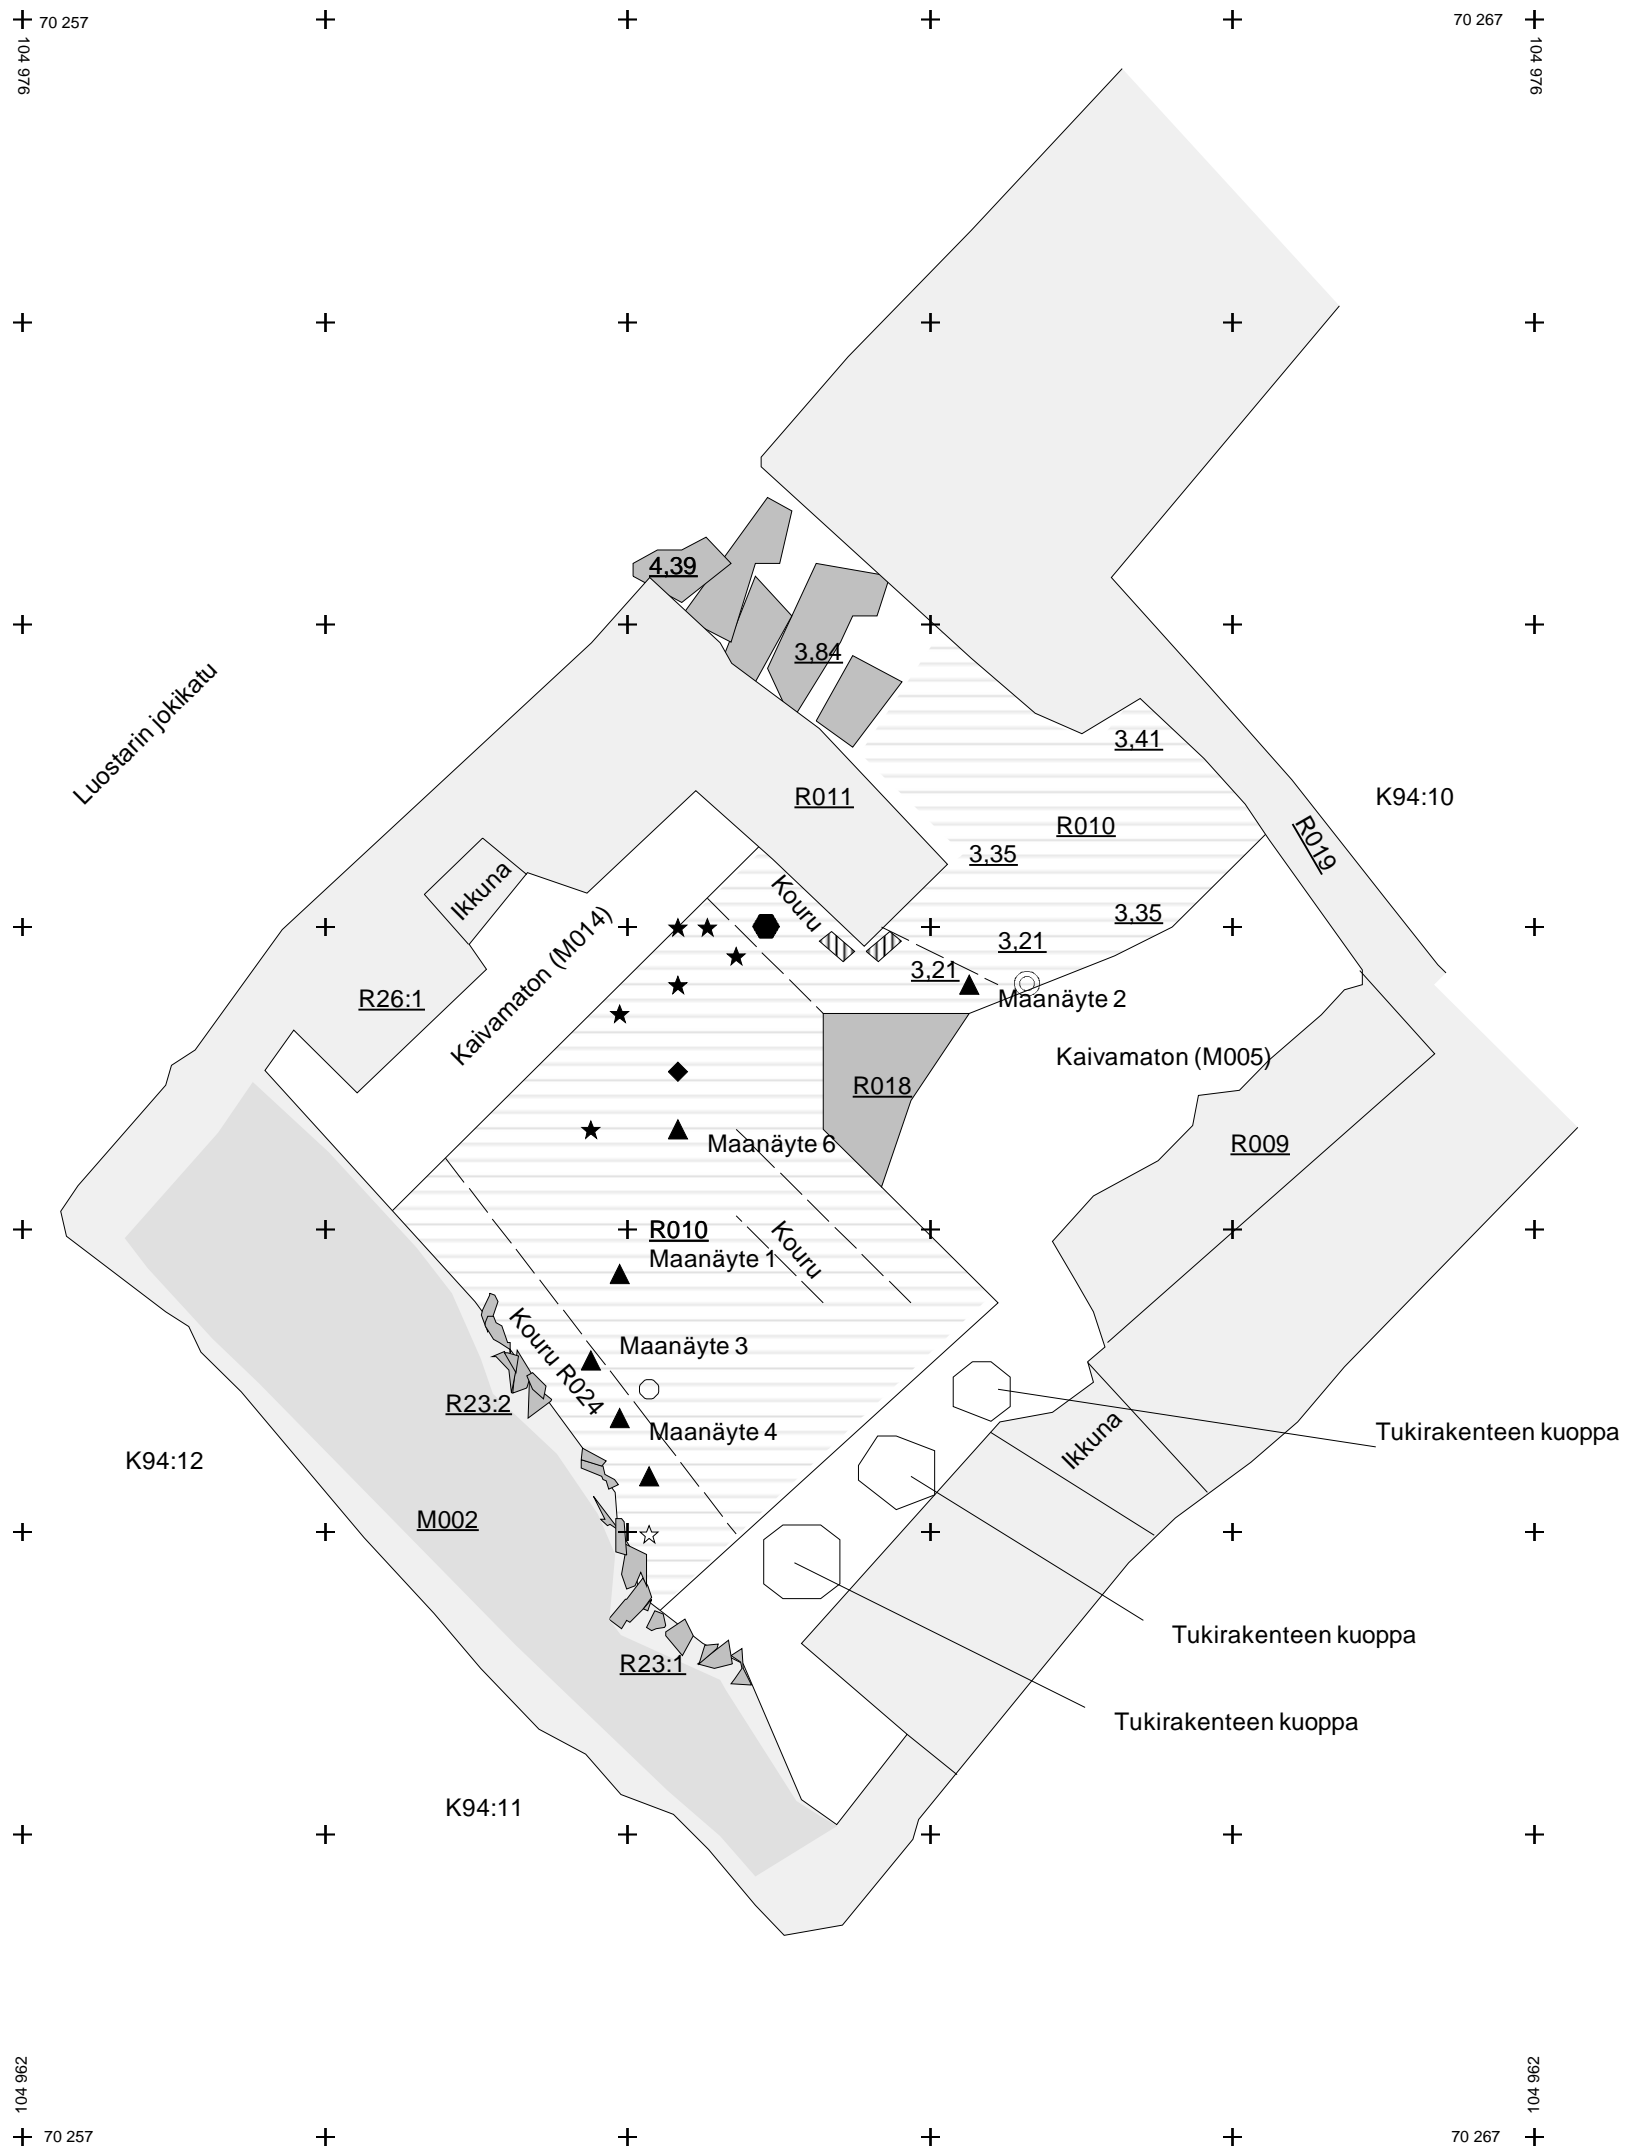 70 257
70 267
104 976
104 976
4,39
3,84
Luostarin jokikatu
3,41
R011
K94:10
R010
R019
3,35
Ikkuna
Kouru
3,35
Kaivamaton (M014)
3,21
3,21
R26:1
Maanäyte 2
Kaivamaton (M005)
R018
Maanäyte 6
R009
R010
Maanäyte 1
Kouru
Kouru R024
Maanäyte 3
R23:2
Maanäyte 4
Ikkuna
Tukirakenteen kuoppa
K94:12
M002
Tukirakenteen kuoppa
R23:1
Tukirakenteen kuoppa
K94:11
104 962
104 962
70 257
70 267